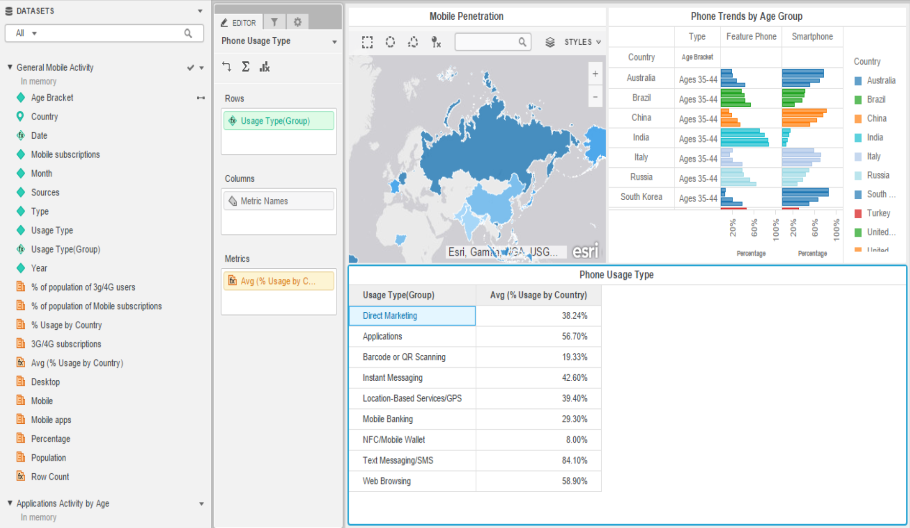 DATASETS
All
General Mobile Activity
In memory
Age Bracket
Country
Date
Mobile subscriptions
Month
Sources
Type
Usage Type
Usage Type(Group)
Year
% of population of 3g/4G users
% of population of Mobile subscriptions
% Usage by Country
3G/4G subscriptions
Avg (% Usage by Country)
Desktop
Mobile
Mobile apps
Percentage
Population
Row Count
Applications Activity by Age
In memory
EDITOR
Phone Usage Type
Rows
Usage Type(Group)
Columns
Metric Names
Metrics
Avg (% Usage by C...
Mobile Penetration
STYLES
+
−
Esri, Garmin, NGA, USG...
esri
Phone Trends by Age Group
Type Feature Phone Smartphone
Country Age Bracket
Australia Ages 35-44
Brazil Ages 35-44
China Ages 35-44
India Ages 35-44
Italy Ages 35-44
Russia Ages 35-44
South Korea Ages 35-44
20% 60% 100% 20% 60% 100%
Percentage Percentage
Country
Australia
Brazil
China
India
Italy
Russia
South ...
Turkey
United...
United
Phone Usage Type
Usage Type(Group) Avg (% Usage by Country)
Direct Marketing 38.24%
Applications 56.70%
Barcode or QR Scanning 19.33%
Instant Messaging 42.60%
Location-Based Services/GPS 39.40%
Mobile Banking 29.30%
NFC/Mobile Wallet 8.00%
Text Messaging/SMS 84.10%
Web Browsing 58.90%